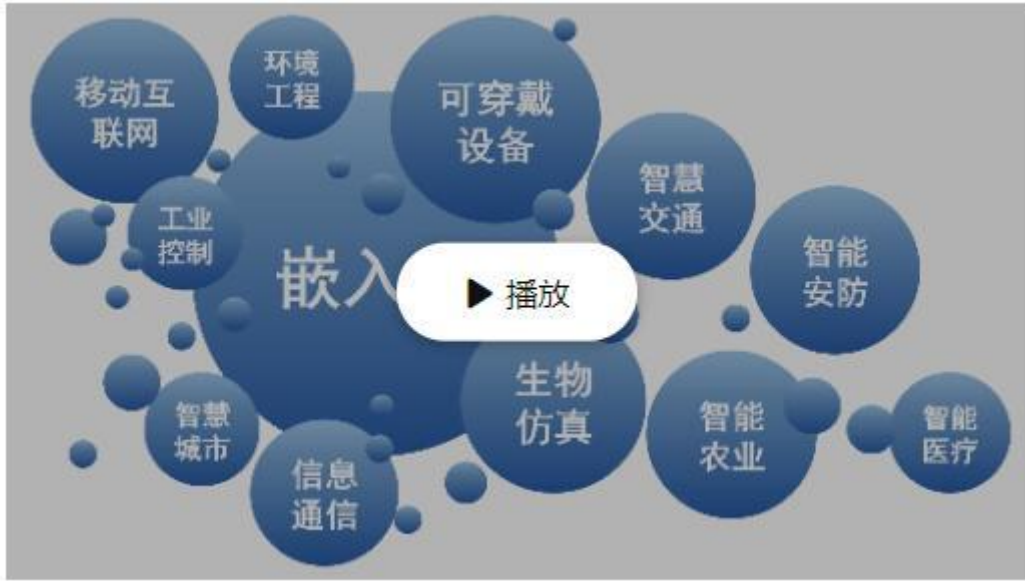 移动互
联网
环境
工程
可穿戴
设备
智慧
交通
工业
控制
智能
安防
嵌入
▶ 播放
生物
仿真
智慧
城市
智能
农业
智能
医疗
信息
通信